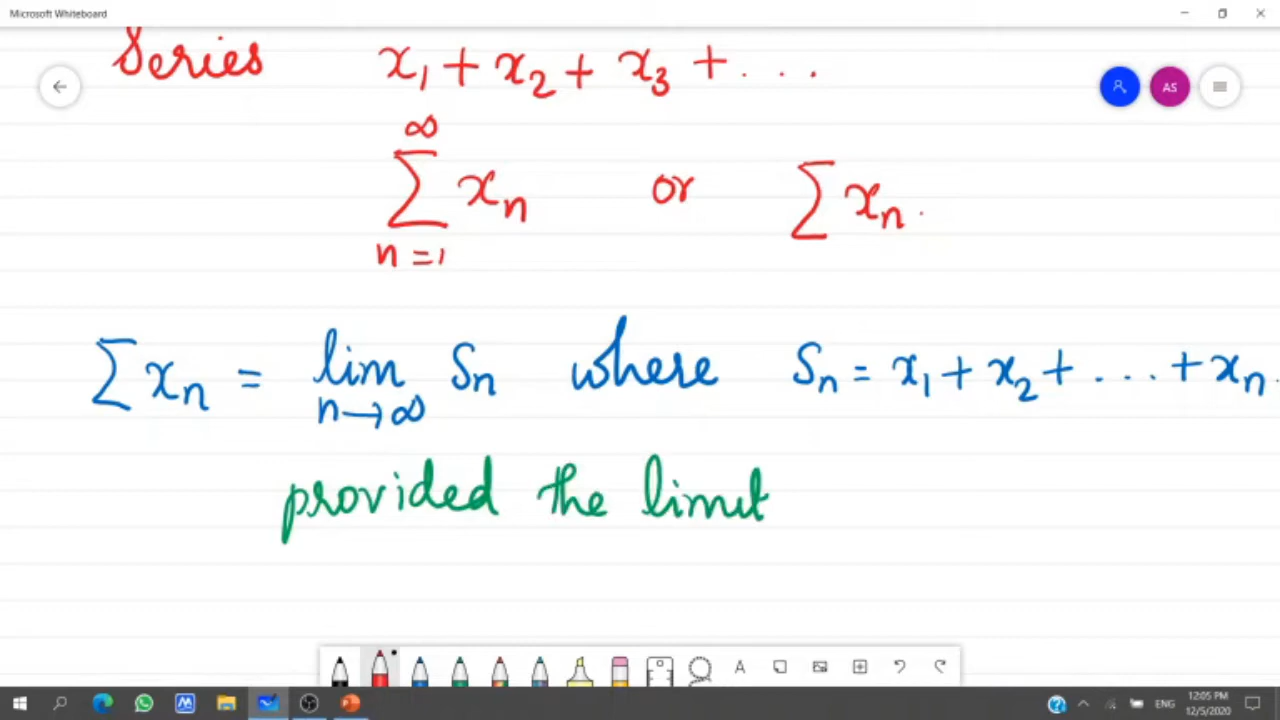 Microsoft Whiteboard
Series x₁ + x₂ + x₃ + ...
AS
∞
∑ xₙ or ∑ xₙ.
n=1
∑ xₙ = lim Sₙ where Sₙ = x₁ + x₂ + ... + xₙ.
n→∞
provided the limit
A
ENG
12:05 PM
12/5/2020